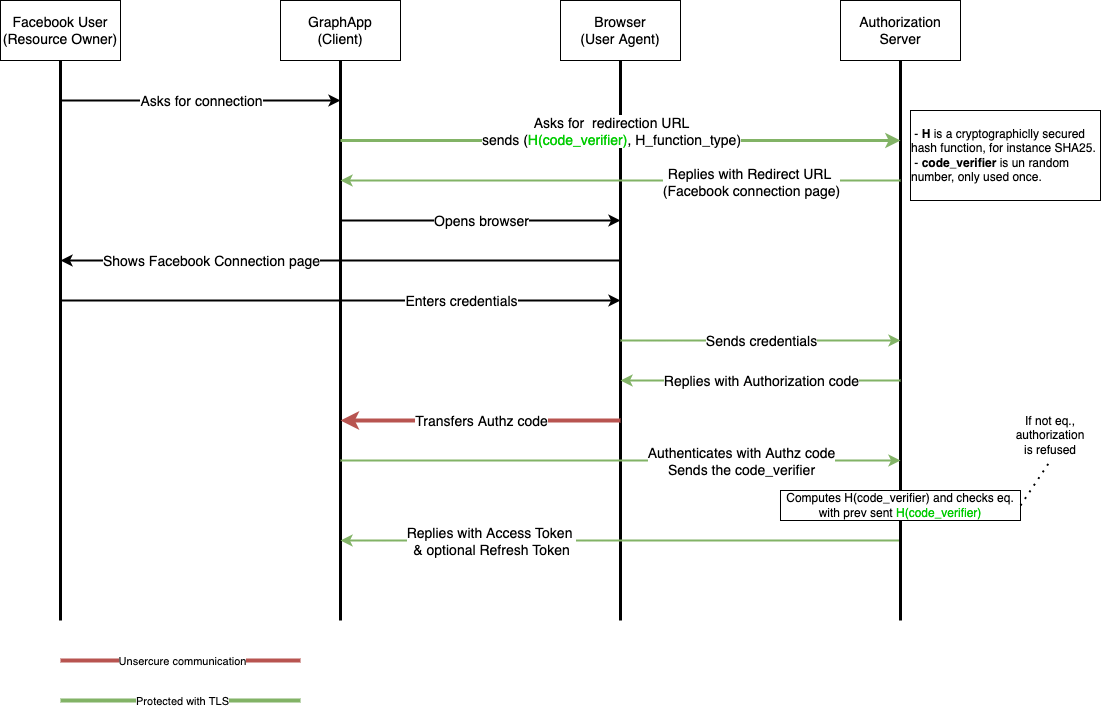 Facebook User
(Resource Owner)
GraphApp
(Client)
Browser
(User Agent)
Authorization
Server
Asks for connection
Asks for redirection URL
sends (H(code_verifier), H_function_type)
- H is a cryptographiclly secured
hash function, for instance SHA25.
- code_verifier is un random
number, only used once.
Replies with Redirect URL
(Facebook connection page)
Opens browser
Shows Facebook Connection page
Enters credentials
Sends credentials
Replies with Authorization code
Transfers Authz code
If not eq.,
authorization
is refused
Authenticates with Authz code
Sends the code_verifier
Computes H(code_verifier) and checks eq.
with prev sent H(code_verifier)
Replies with Access Token
& optional Refresh Token
Unsercure communication
Protected with TLS